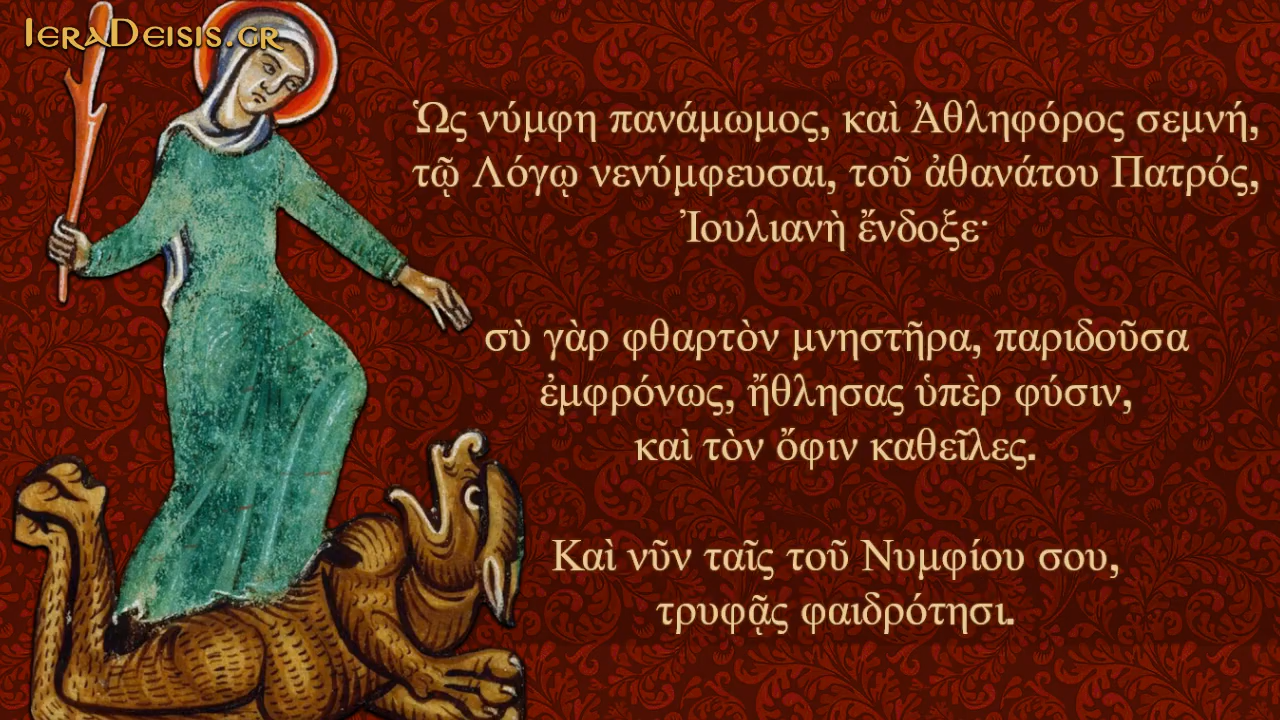 IeraDeisis.gr
Ὡς νύμφη πανάμωμος, καὶ Ἀθληφόρος σεμνή,
τῷ Λόγῳ νενύμφευσαι, τοῦ ἀθανάτου Πατρός,
Ἰουλιανὴ ἔνδοξε·
σὺ γὰρ φθαρτὸν μνηστῆρα, παριδοῦσα
ἐμφρόνως, ἤθλησας ὑπὲρ φύσιν,
καὶ τὸν ὄφιν καθεῖλες.
Καὶ νῦν ταῖς τοῦ Νυμφίου σου,
τρυφᾷς φαιδρότησι.